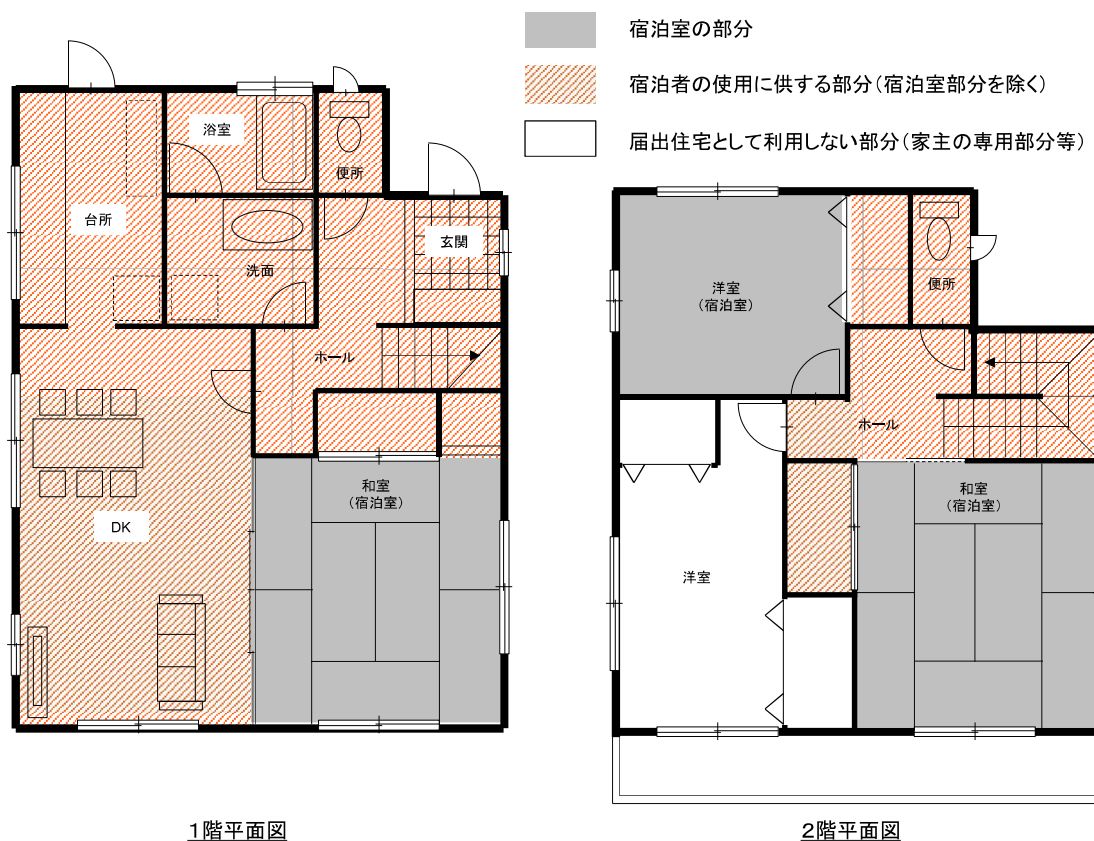 宿泊室の部分
宿泊者の使用に供する部分(宿泊室部分を除く)
届出住宅として利用しない部分(家主の専用部分等)
浴室
便所
台所
洗面
玄関
ホール
和室
(宿泊室)
DK
1階平面図
洋室
(宿泊室)
便所
ホール
和室
(宿泊室)
洋室
2階平面図